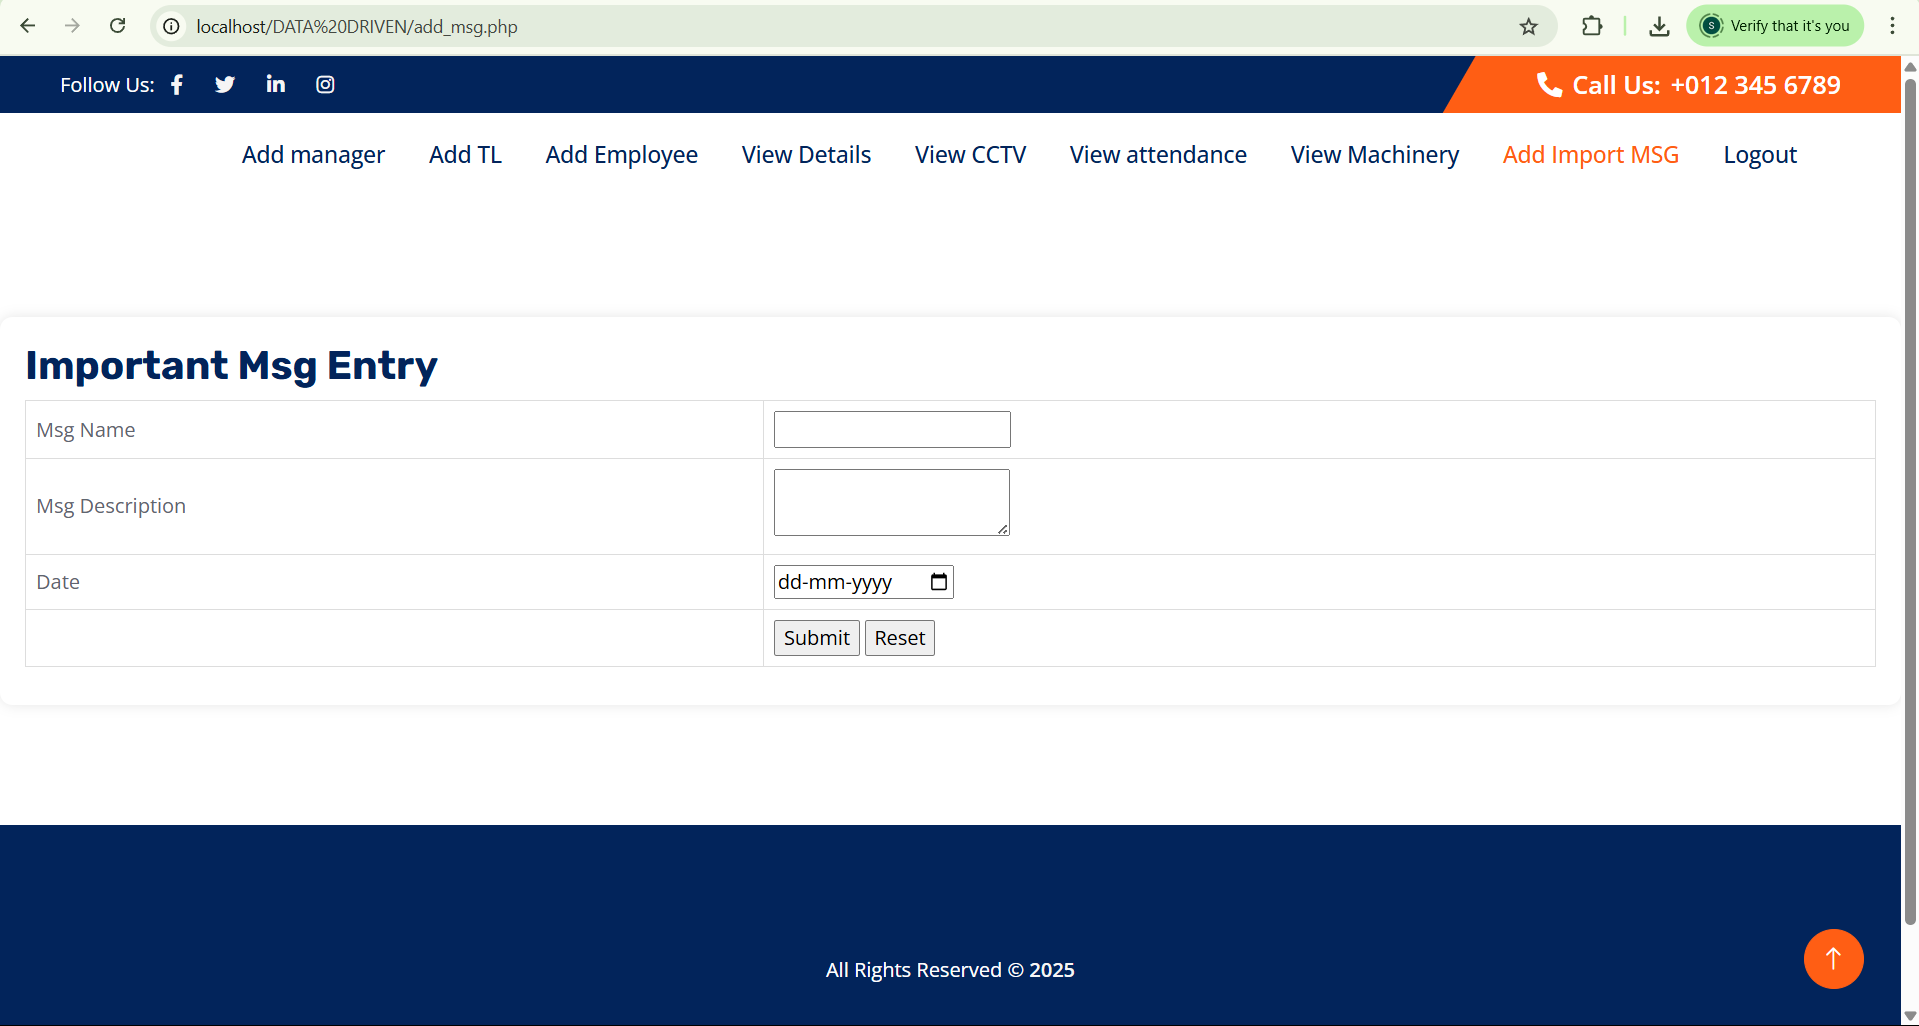 localhost/DATA%20DRIVEN/add_msg.php
S Verify that it's you
Follow Us:
Call Us: +012 345 6789
Add manager Add TL Add Employee View Details View CCTV View attendance View Machinery Add Import MSG Logout
Important Msg Entry
Msg Name
Msg Description
Date dd-mm-yyyy
Submit Reset
All Rights Reserved © 2025